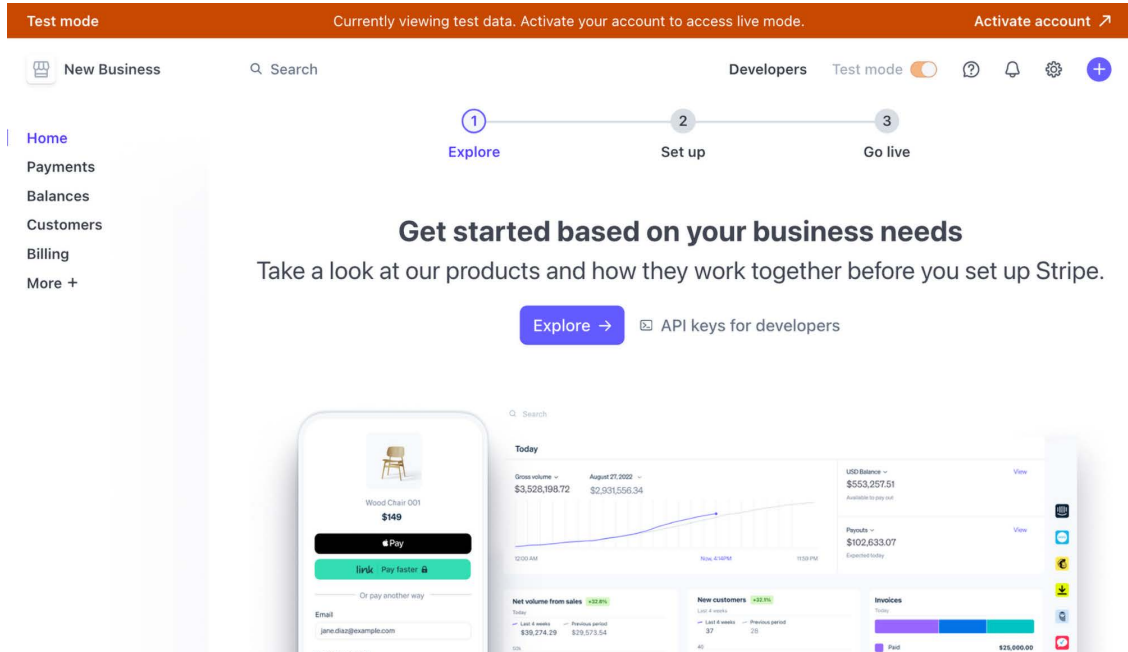 Test mode
Currently viewing test data. Activate your account to access live mode.
Activate account ↗
New Business
Search
Developers
Test mode
Home
Payments
Balances
Customers
Billing
More +
1
2
3
Explore
Set up
Go live
Get started based on your business needs
Take a look at our products and how they work together before you set up Stripe.
Explore →
API keys for developers
Wood Chair 001
$149
Pay
link Pay faster
Or pay another way
Email
jane.diaz@example.com
Search
Today
Gross volume
August 27, 2022
$3,528,198.72
$2,931,556.34
12:00 AM
Now, 4:14PM
11:59 PM
USD Balance
View
$553,257.51
Available to pay out
Payouts
View
$102,633.07
Expected today
Net volume from sales +32.8%
Today
Last 4 weeks
Previous period
$39,274.29
$29,573.54
New customers +32.1%
Last 4 weeks
Last 4 weeks
Previous period
37
28
40
Invoices
Today
Paid
$25,000.00